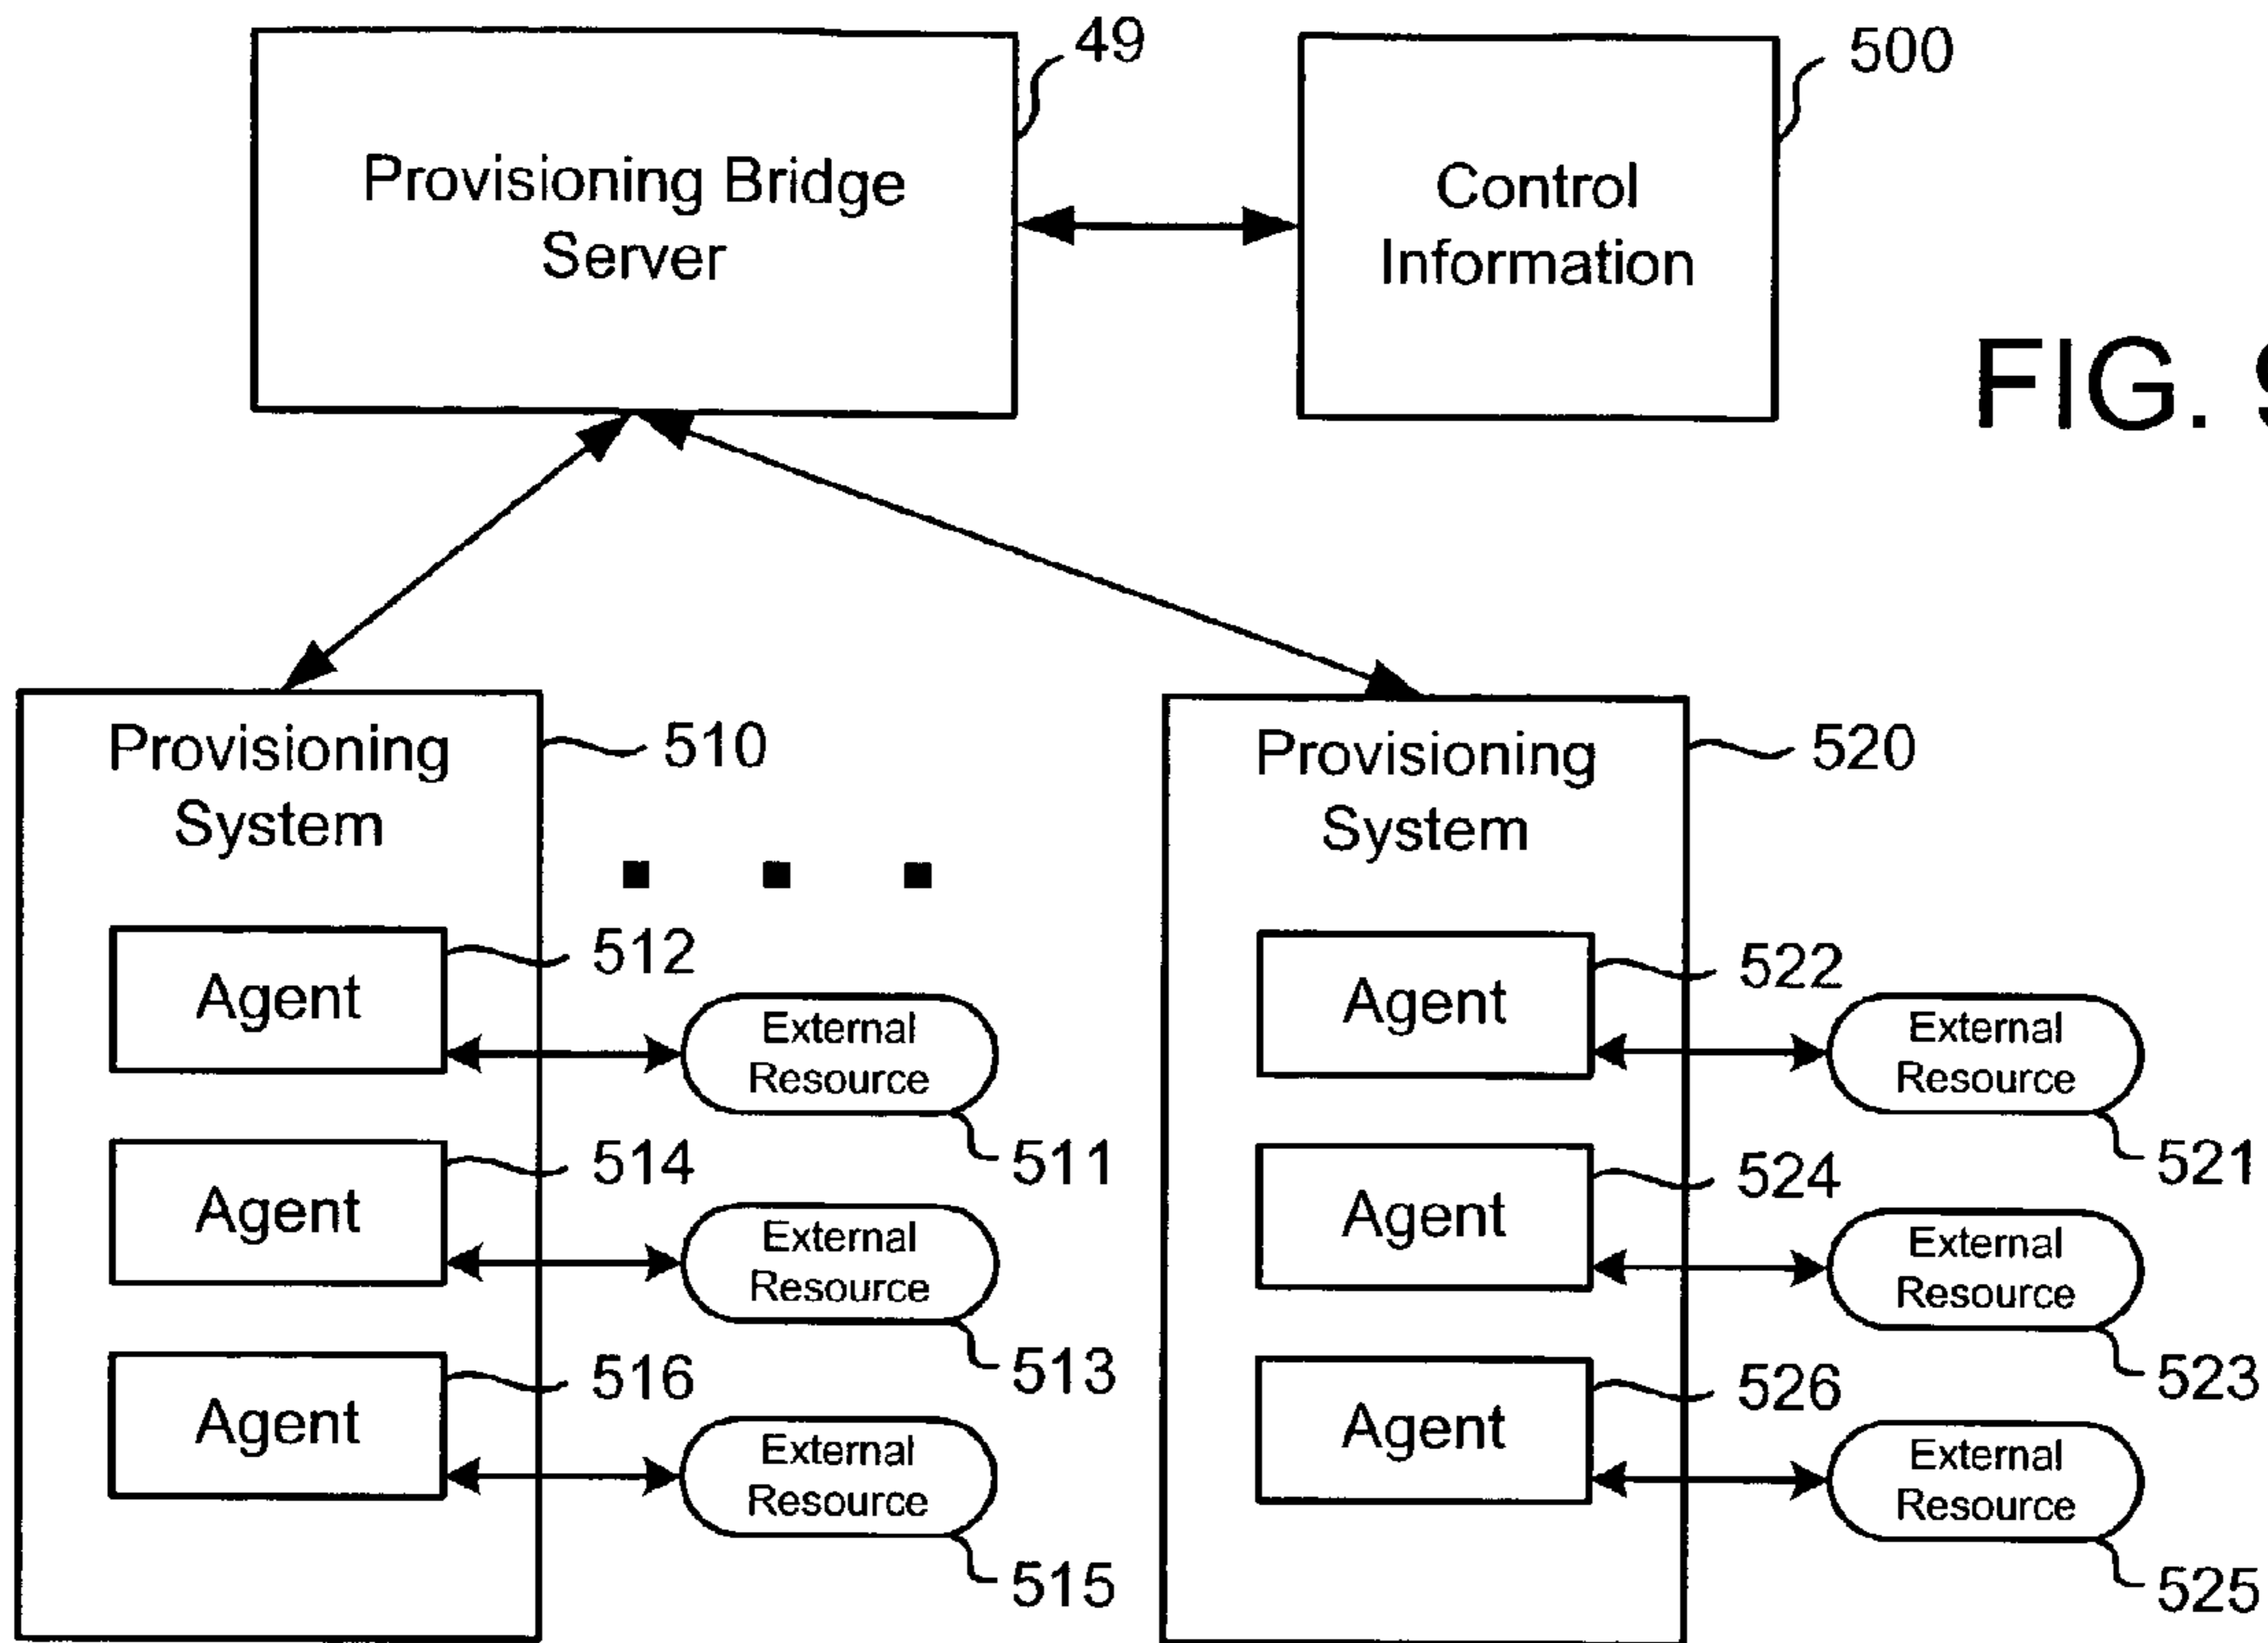 49
500
Provisioning Bridge
Server
Control
Information
FIG.
Provisioning
System
510
Provisioning
System
520
Agent
512
External
Resource
511
Agent
514
External
Resource
513
Agent
516
External
Resource
515
Agent
522
External
Resource
521
Agent
524
External
Resource
523
Agent
526
External
Resource
525